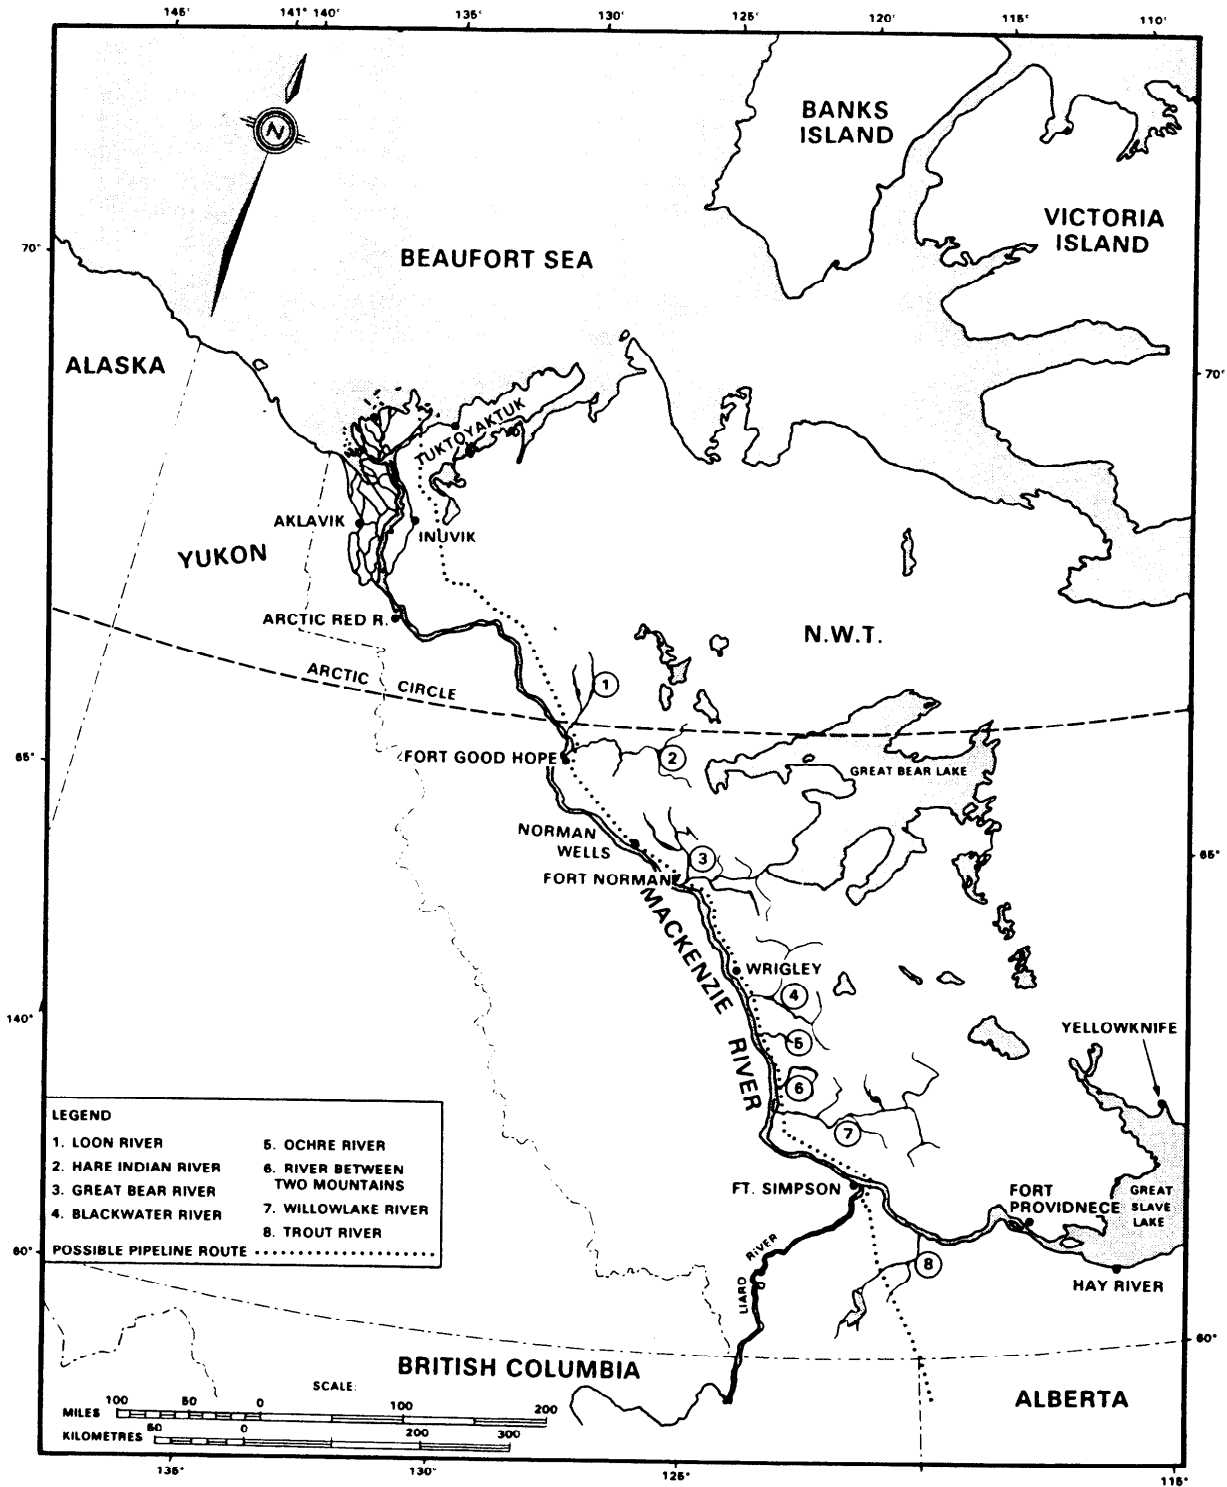 145° 141° 140° 135° 130° 125° 120° 115° 110°
N
BANKS
ISLAND
VICTORIA
ISLAND
70°
BEAUFORT SEA
ALASKA
70°
TUKTOYAKTUK
AKLAVIK
INUVIK
YUKON
ARCTIC RED R.
N.W.T.
ARCTIC CIRCLE
1
65°
FORT GOOD HOPE
2
GREAT BEAR LAKE
NORMAN
WELLS
3
65°
FORT NORMAN
MACKENZIE RIVER
WRIGLEY
4
140°
YELLOWKNIFE
5
6
LEGEND
1. LOON RIVER
2. HARE INDIAN RIVER
3. GREAT BEAR RIVER
4. BLACKWATER RIVER
5. OCHRE RIVER
6. RIVER BETWEEN
TWO MOUNTAINS
7. WILLOWLAKE RIVER
8. TROUT RIVER
POSSIBLE PIPELINE ROUTE
7
FT. SIMPSON
FORT
PROVIDNECE
GREAT
SLAVE
LAKE
60°
LIARD RIVER
8
HAY RIVER
60°
BRITISH COLUMBIA
ALBERTA
SCALE:
100 50 0 100 200
MILES
KILOMETRES
50 0 200 300
135° 130° 125° 115°